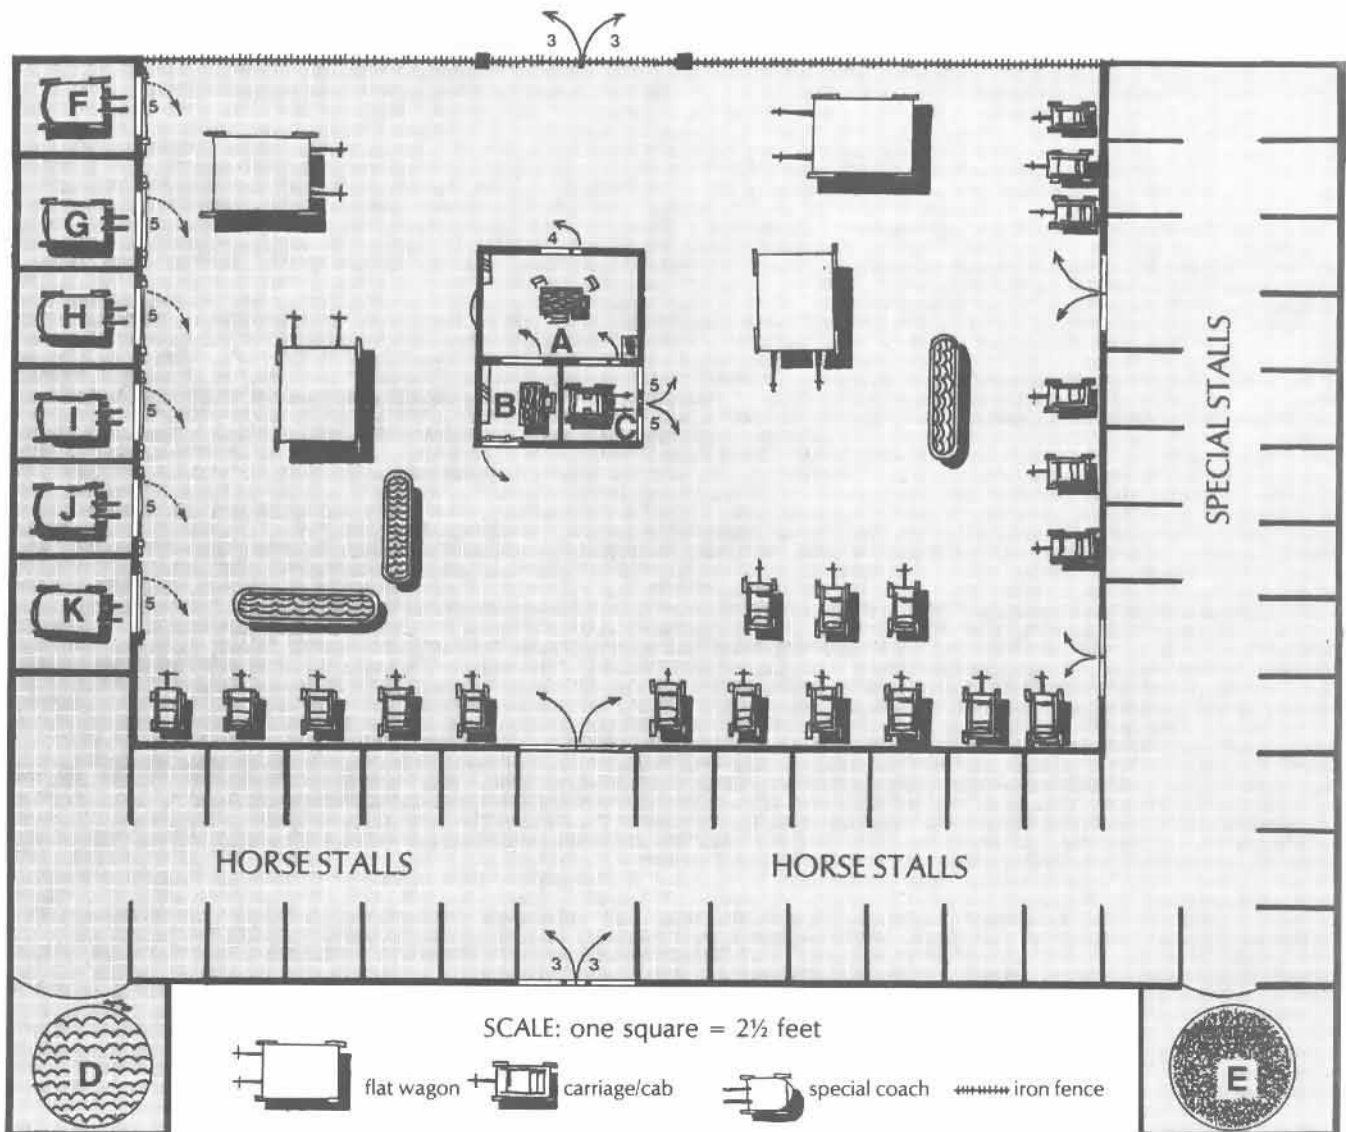 3 3
F
5
G
5
H
5
I
5
J
5
K
5
4
A
B
C
5
5
SPECIAL STALLS
HORSE STALLS
HORSE STALLS
3 3
D
E
SCALE: one square = 2½ feet
flat wagon carriage/cab special coach iron fence